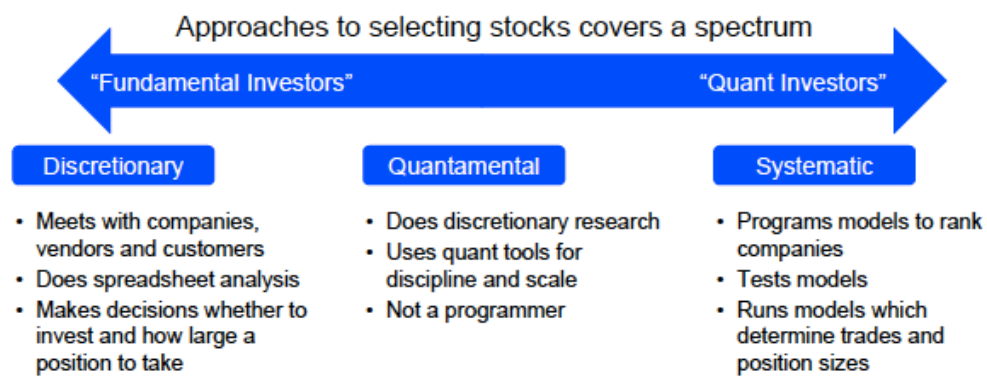 Approaches to selecting stocks covers a spectrum
“Fundamental Investors”
“Quant Investors”
Discretionary
• Meets with companies,
vendors and customers
• Does spreadsheet analysis
• Makes decisions whether to
invest and how large a
position to take
Quantamental
• Does discretionary research
• Uses quant tools for
discipline and scale
• Not a programmer
Systematic
• Programs models to rank
companies
• Tests models
• Runs models which
determine trades and
position sizes